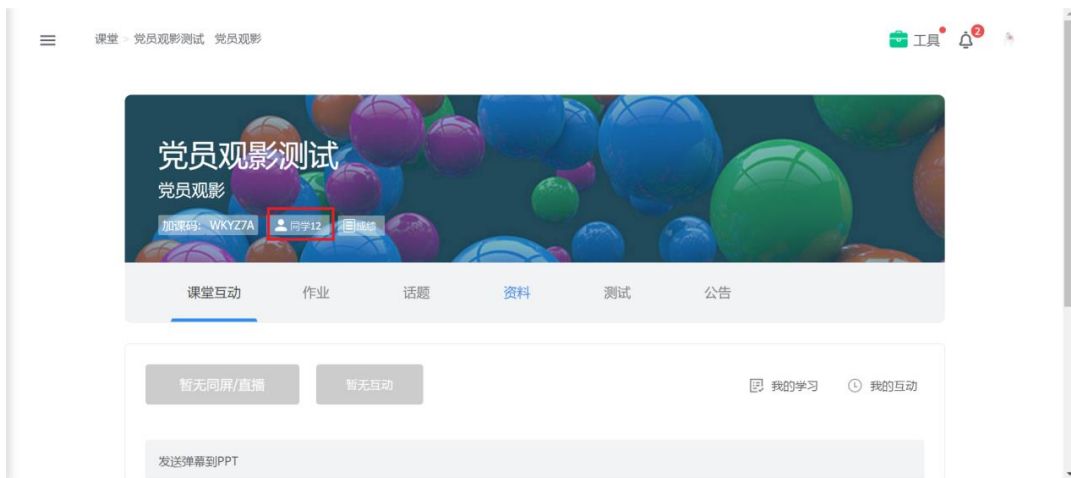 课堂 > 党员观影测试 党员观影
工具 2
党员观影测试
党员观影
加课码: WKYZ7A 同学12 成绩
课堂互动 作业 话题 资料 测试 公告
暂无同屏/直播 暂无互动 我的学习 我的互动
发送弹幕到PPT